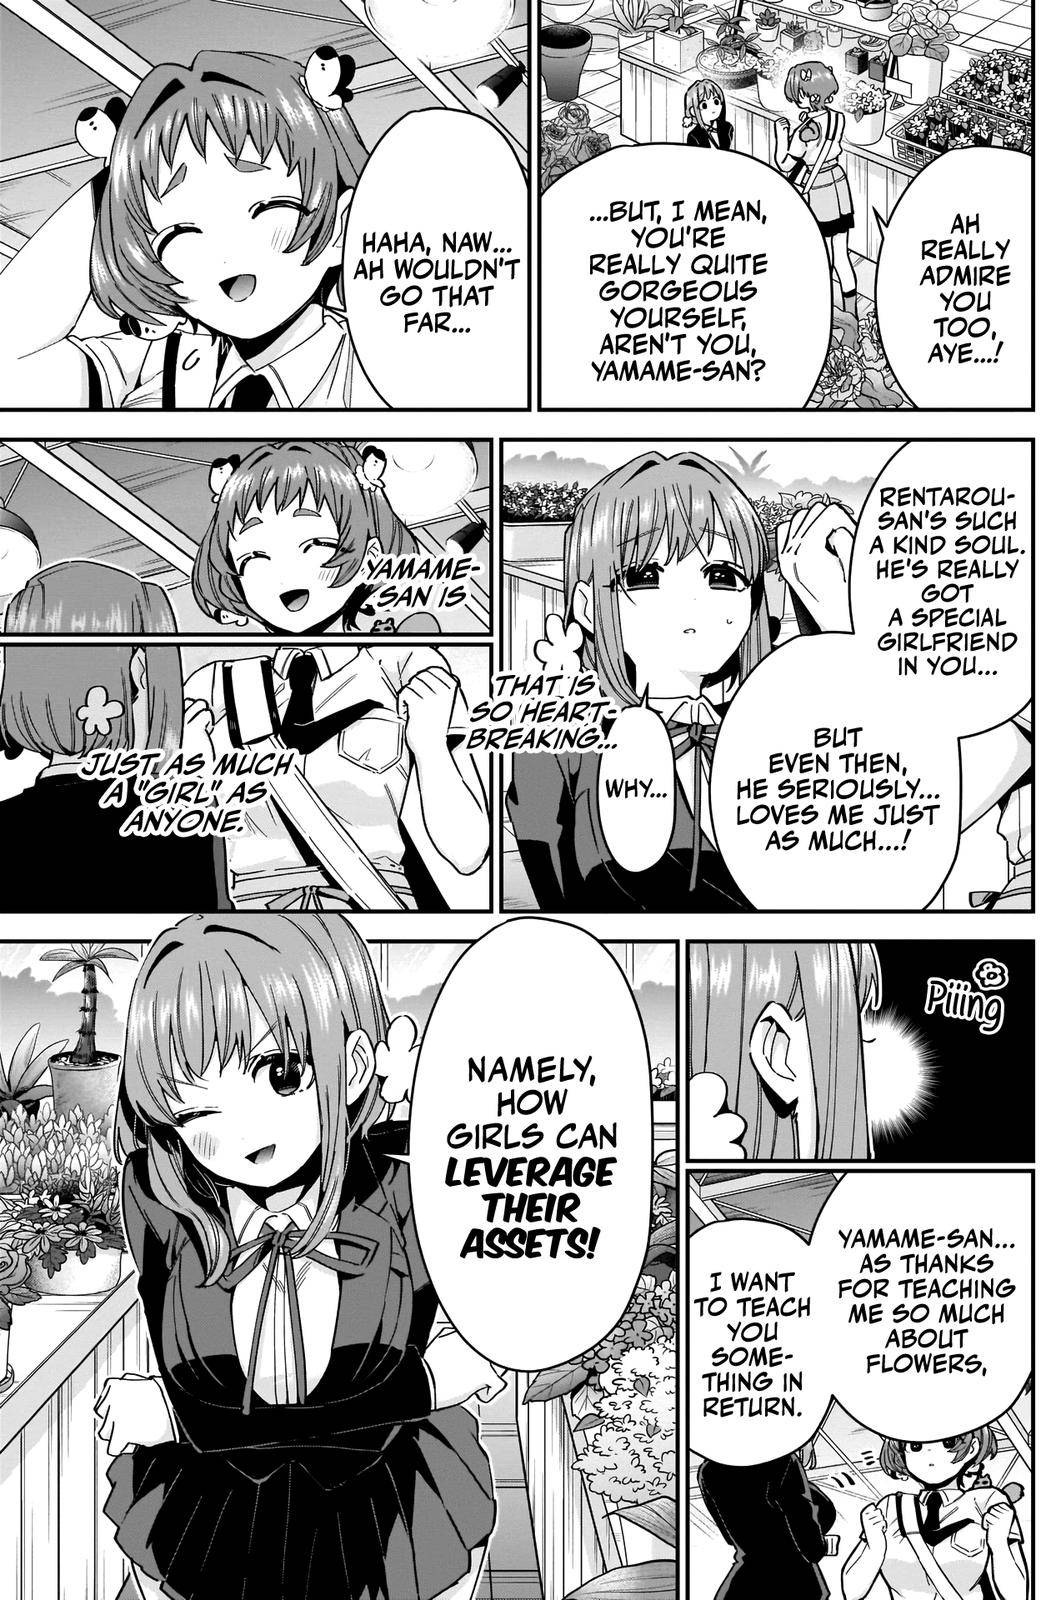 AH
REALLY
ADMIRE
YOU
TOO,
AYE...!
...BUT, I MEAN,
YOU'RE
REALLY QUITE
GORGEOUS
YOURSELF,
AREN'T YOU,
YAMAME-SAN?
HAHA, NAW...
AH WOULDN'T
GO THAT
FAR...
RENTAROU-
SAN'S SUCH
A KIND SOUL.
HE'S REALLY
GOT
A SPECIAL
GIRLFRIEND
IN YOU...
BUT
EVEN THEN,
HE SERIOUSLY...
LOVES ME JUST
AS MUCH...!
WHY...
THAT IS
SO HEART-
BREAKING...
YAMAME-
SAN IS
JUST AS MUCH
A "GIRL" AS
ANYONE.
Piiing
YAMAME-SAN...
AS THANKS
FOR TEACHING
ME SO MUCH
ABOUT
FLOWERS,
I WANT
TO TEACH
YOU
SOME-
THING IN
RETURN.
NAMELY,
HOW
GIRLS CAN
LEVERAGE
THEIR
ASSETS!